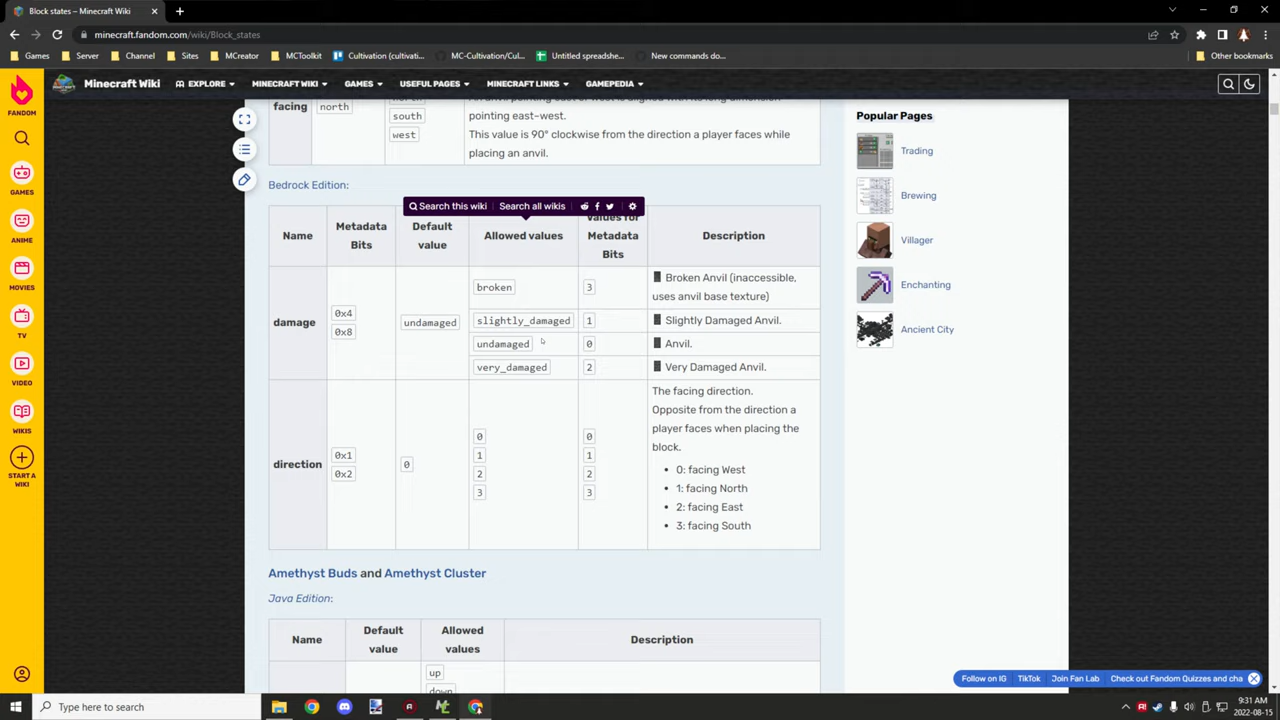 Block states – Minecraft Wiki
minecraft.fandom.com/wiki/Block_states
Games
Server
Channel
Sites
MCreator
MCToolkit
Cultivation (cultivati...
MC-Cultivation/Cul...
Untitled spreadshe...
New commands do...
Other bookmarks
FANDOM
GAMES
ANIME
MOVIES
TV
VIDEO
WIKIS
START A
WIKI
Minecraft Wiki
EXPLORE
MINECRAFT WIKI
GAMES
USEFUL PAGES
MINECRAFT LINKS
GAMEPEDIA
facing
north
south
west
pointing east–west.
This value is 90° clockwise from the direction a player faces while
placing an anvil.
Bedrock Edition:
Search this wiki
Search all wikis
Name
Metadata
Bits
Default
value
Allowed values
Values for
Metadata
Bits
Description
damage
0x4
0x8
undamaged
broken
3
Broken Anvil (inaccessible,
uses anvil base texture)
slightly_damaged
1
Slightly Damaged Anvil.
undamaged
0
Anvil.
very_damaged
2
Very Damaged Anvil.
direction
0x1
0x2
0
0
1
2
3
0
1
2
3
The facing direction.
Opposite from the direction a
player faces when placing the
block.
0: facing West
1: facing North
2: facing East
3: facing South
Amethyst Buds and Amethyst Cluster
Java Edition:
Name
Default
value
Allowed
values
Description
up
down
Popular Pages
Trading
Brewing
Villager
Enchanting
Ancient City
Follow on IG
TikTok
Join Fan Lab
Check out Fandom Quizzes and cha
Type here to search
9:31 AM
2022-08-15